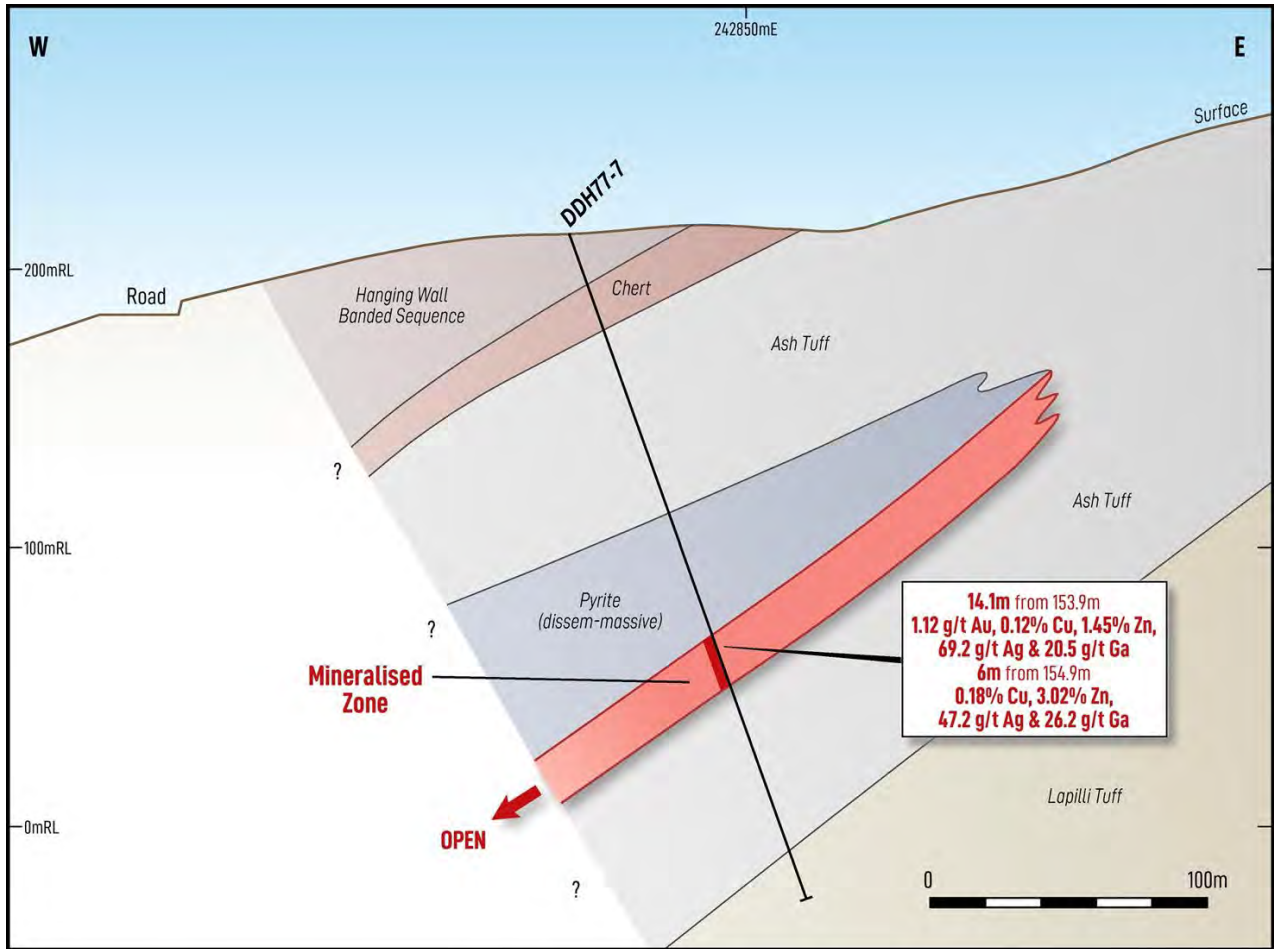 242850mE
W
E
Surface
DDH77-7
200mRL
Road
Hanging Wall
Banded Sequence
Chert
Ash Tuff
?
Ash Tuff
100mRL
Pyrite
(dissem-massive)
?
14.1m from 153.9m
1.12 g/t Au, 0.12% Cu, 1.45% Zn,
69.2 g/t Ag & 20.5 g/t Ga
6m from 154.9m
0.18% Cu, 3.02% Zn,
47.2 g/t Ag & 26.2 g/t Ga
Mineralised
Zone
Lapilli Tuff
0mRL
OPEN
?
0
100m